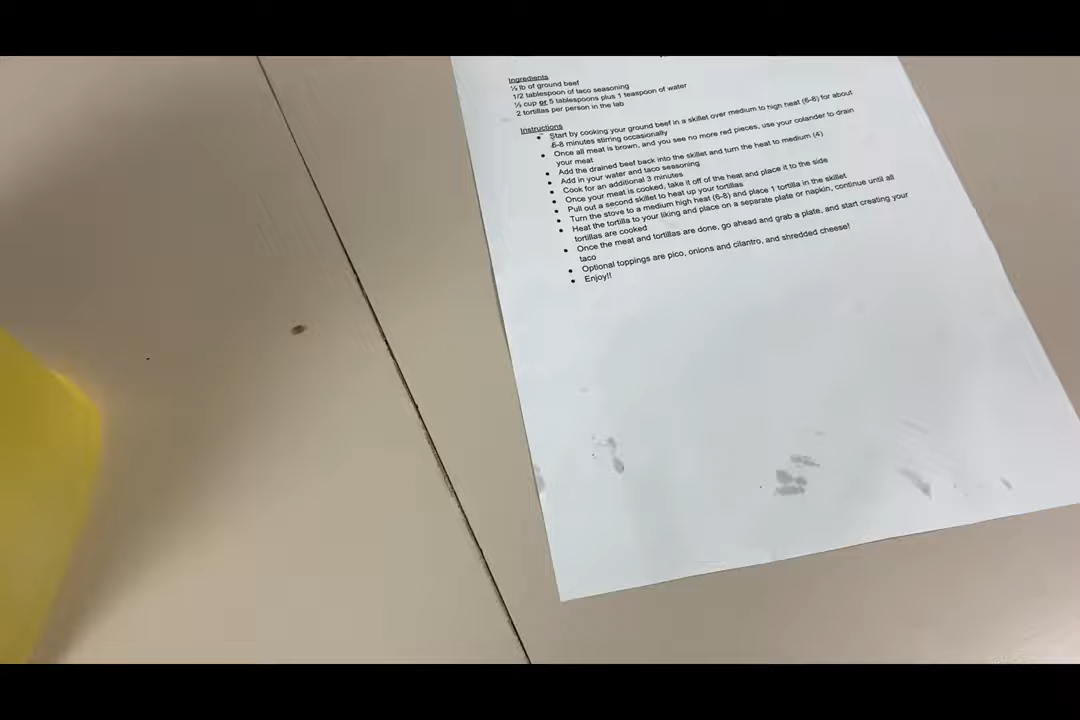 Ingredients
½ lb of ground beef
1/2 tablespoon of taco seasoning
⅓ cup or 5 tablespoons plus 1 teaspoon of water
2 tortillas per person in the lab
Instructions
● Start by cooking your ground beef in a skillet over medium to high heat (6-8) for about
6-8 minutes stirring occasionally
● Once all meat is brown, and you see no more red pieces, use your colander to drain
your meat
● Add the drained beef back into the skillet and turn the heat to medium (4)
● Add in your water and taco seasoning
● Cook for an additional 3 minutes
● Once your meat is cooked, take it off of the heat and place it to the side
● Pull out a second skillet to heat up your tortillas
● Turn the stove to a medium high heat (6-8) and place 1 tortilla in the skillet
● Heat the tortilla to your liking and place on a separate plate or napkin, continue until all
tortillas are cooked
● Once the meat and tortillas are done, go ahead and grab a plate, and start creating your
taco
● Optional toppings are pico, onions and cilantro, and shredded cheese!
● Enjoy!!